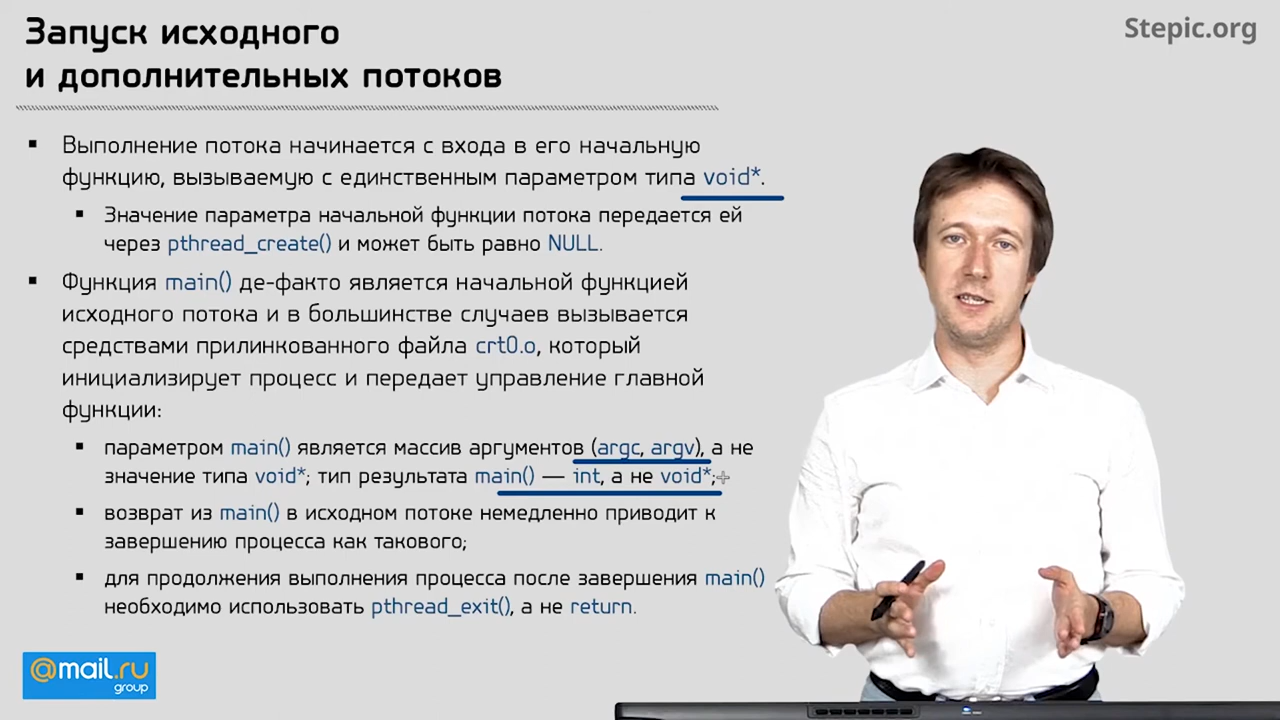 Запуск исходного
и дополнительных потоков
Stepic.org
▪ Выполнение потока начинается с входа в его начальную
функцию, вызываемую с единственным параметром типа void*.
▪ Значение параметра начальной функции потока передается ей
через pthread_create() и может быть равно NULL.
▪ Функция main() де-факто является начальной функцией
исходного потока и в большинстве случаев вызывается
средствами прилинкованного файла crt0.o, который
инициализирует процесс и передает управление главной
функции:
▪ параметром main() является массив аргументов (argc, argv), а не
значение типа void*; тип результата main() — int, а не void*;
▪ возврат из main() в исходном потоке немедленно приводит к
завершению процесса как такового;
▪ для продолжения выполнения процесса после завершения main()
необходимо использовать pthread_exit(), а не return.
@mail.ru
group